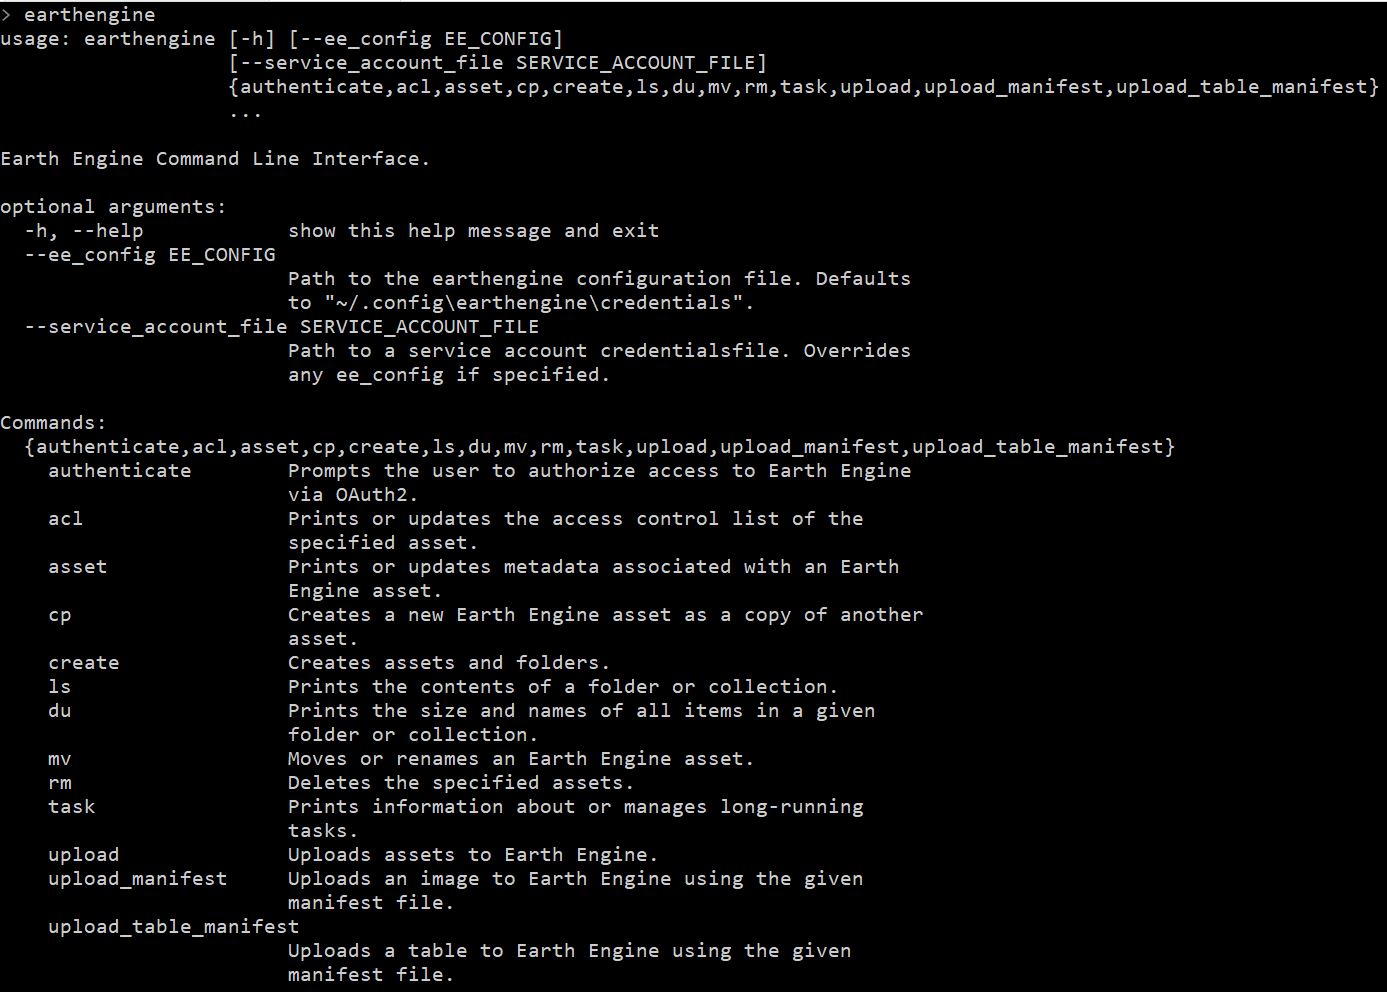 > earthengine
usage: earthengine [-h] [--ee_config EE_CONFIG]
                   [--service_account_file SERVICE_ACCOUNT_FILE]
                   {authenticate,acl,asset,cp,create,ls,du,mv,rm,task,upload,upload_manifest,upload_table_manifest}
                   ...

Earth Engine Command Line Interface.

optional arguments:
  -h, --help            show this help message and exit
  --ee_config EE_CONFIG
                        Path to the earthengine configuration file. Defaults
                        to "~/.config\earthengine\credentials".
  --service_account_file SERVICE_ACCOUNT_FILE
                        Path to a service account credentialsfile. Overrides
                        any ee_config if specified.

Commands:
  {authenticate,acl,asset,cp,create,ls,du,mv,rm,task,upload,upload_manifest,upload_table_manifest}
    authenticate        Prompts the user to authorize access to Earth Engine
                        via OAuth2.
    acl                 Prints or updates the access control list of the
                        specified asset.
    asset               Prints or updates metadata associated with an Earth
                        Engine asset.
    cp                  Creates a new Earth Engine asset as a copy of another
                        asset.
    create              Creates assets and folders.
    ls                  Prints the contents of a folder or collection.
    du                  Prints the size and names of all items in a given
                        folder or collection.
    mv                  Moves or renames an Earth Engine asset.
    rm                  Deletes the specified assets.
    task                Prints information about or manages long-running
                        tasks.
    upload              Uploads assets to Earth Engine.
    upload_manifest     Uploads an image to Earth Engine using the given
                        manifest file.
    upload_table_manifest
                        Uploads a table to Earth Engine using the given
                        manifest file.